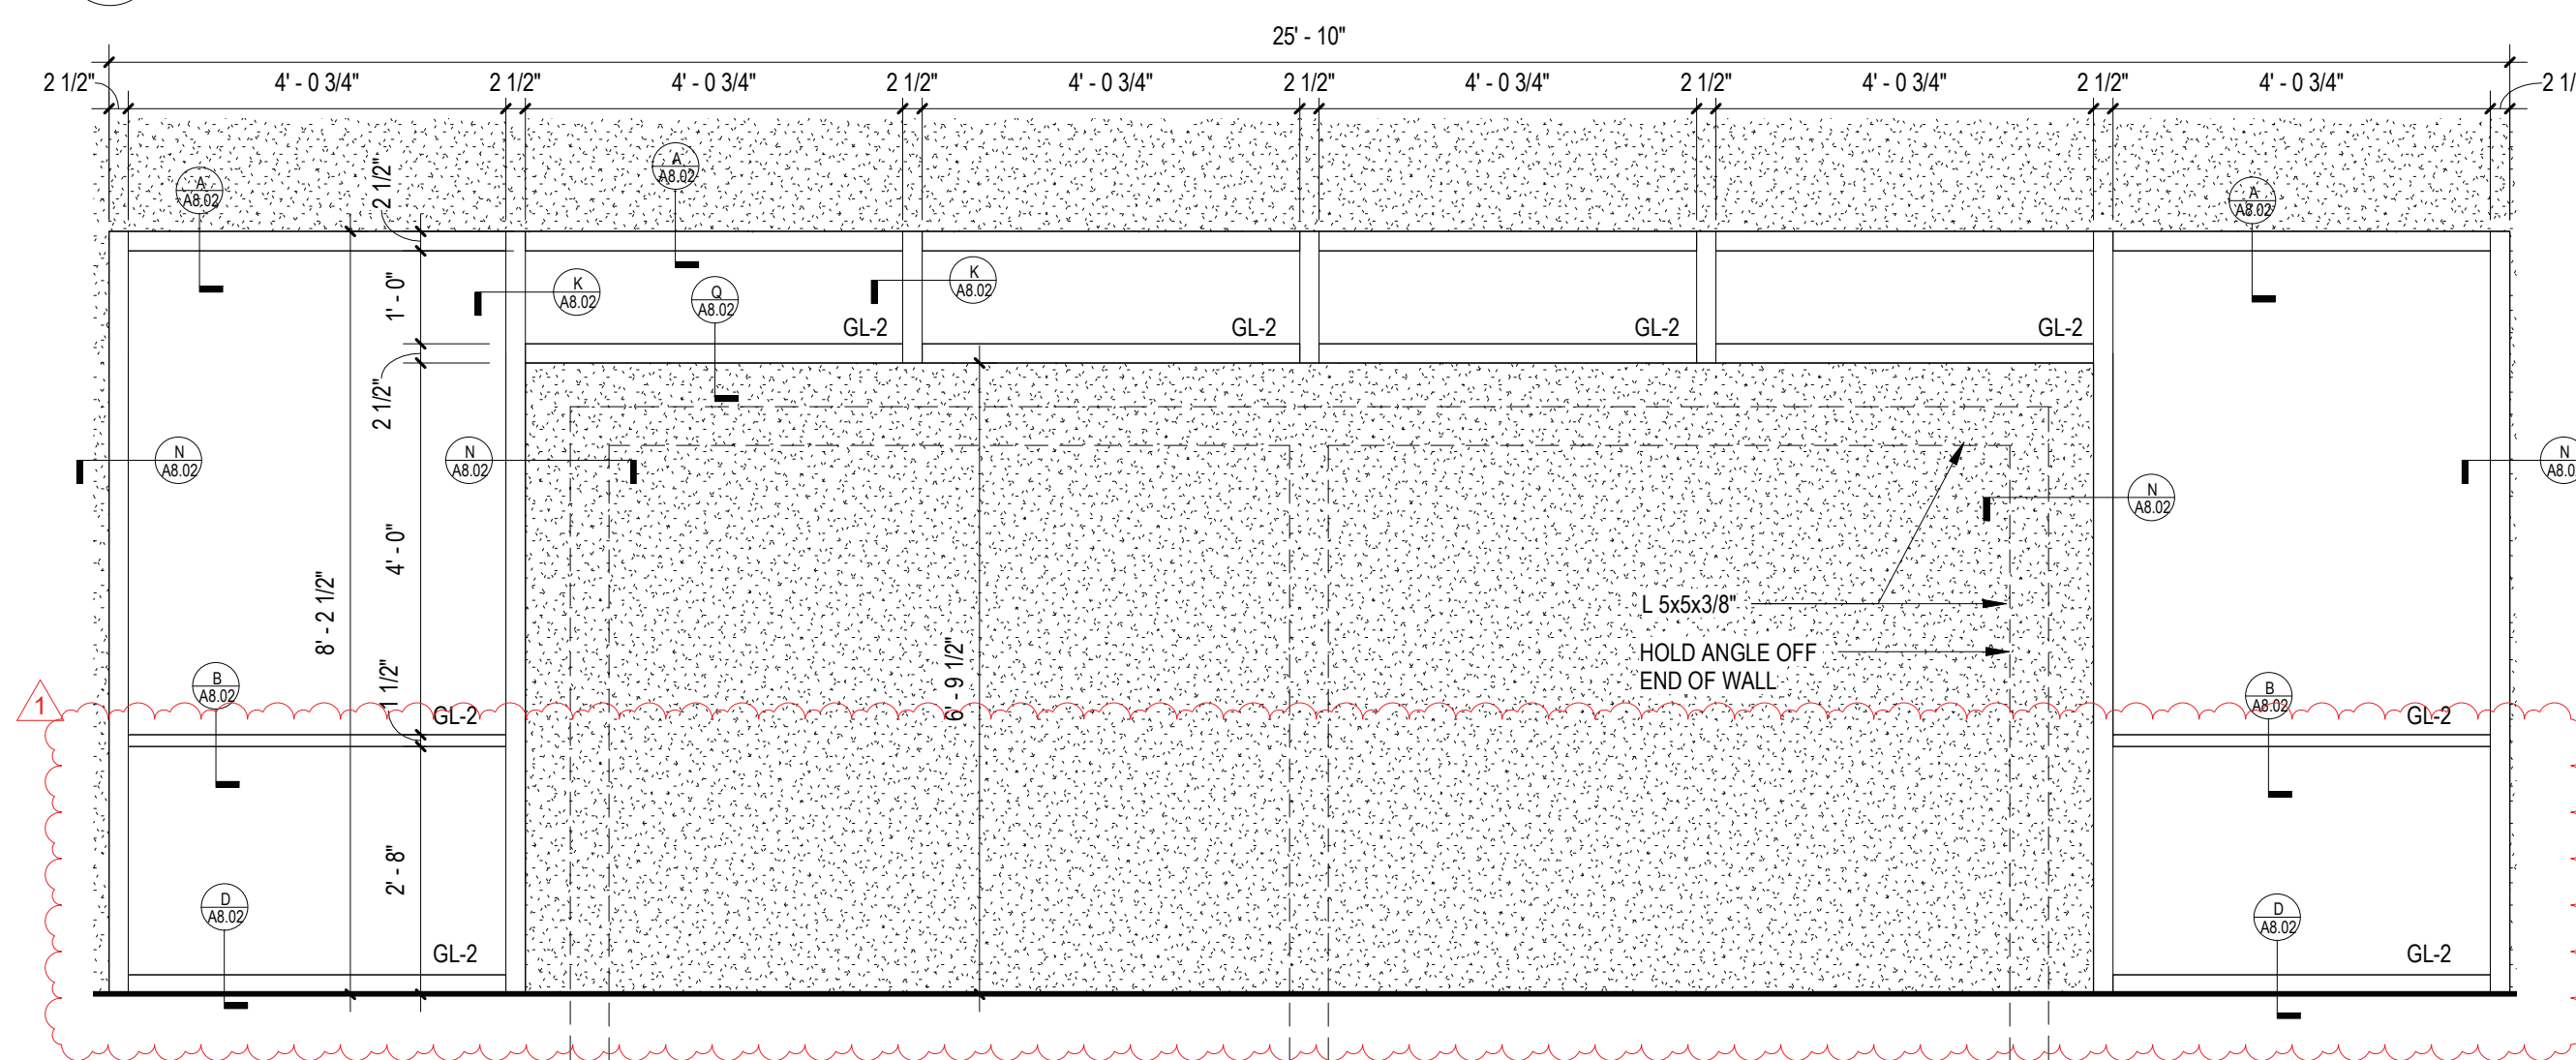 25' - 10"
2 1/2" 4' - 0 3/4" 2 1/2" 4' - 0 3/4" 2 1/2" 4' - 0 3/4" 2 1/2" 4' - 0 3/4" 2 1/2" 4' - 0 3/4" 2 1/2" 4' - 0 3/4"
A
A8.02
2 1/2"
A
A8.02
A
A8.02
1' - 0"
K
A8.02
Q
A8.02
K
A8.02
GL-2 GL-2 GL-2 GL-2
2 1/2"
N
A8.02
N
A8.02
N
A8.02
N
4' - 0"
8' - 2 1/2"
L 5x5x3/8"
HOLD ANGLE OFF
END OF WALL
6' - 9 1/2"
B
A8.02
1 1/2"
B
A8.02
1
GL-2 GL-2
2' - 8"
D
A8.02
D
A8.02
GL-2 GL-2